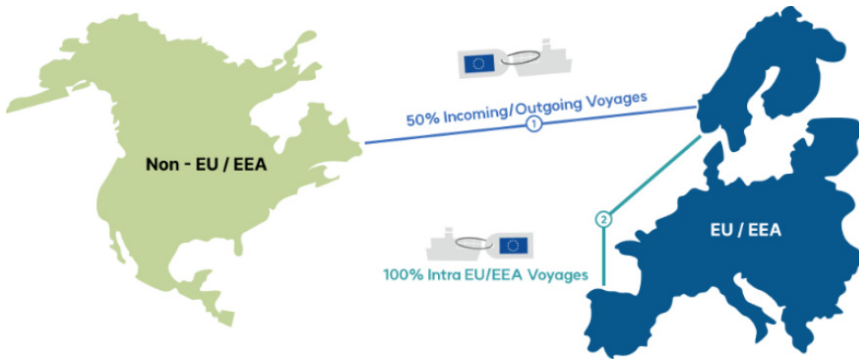 50% Incoming/Outgoing Voyages
1
Non - EU / EEA
2
EU / EEA
100% Intra EU/EEA Voyages